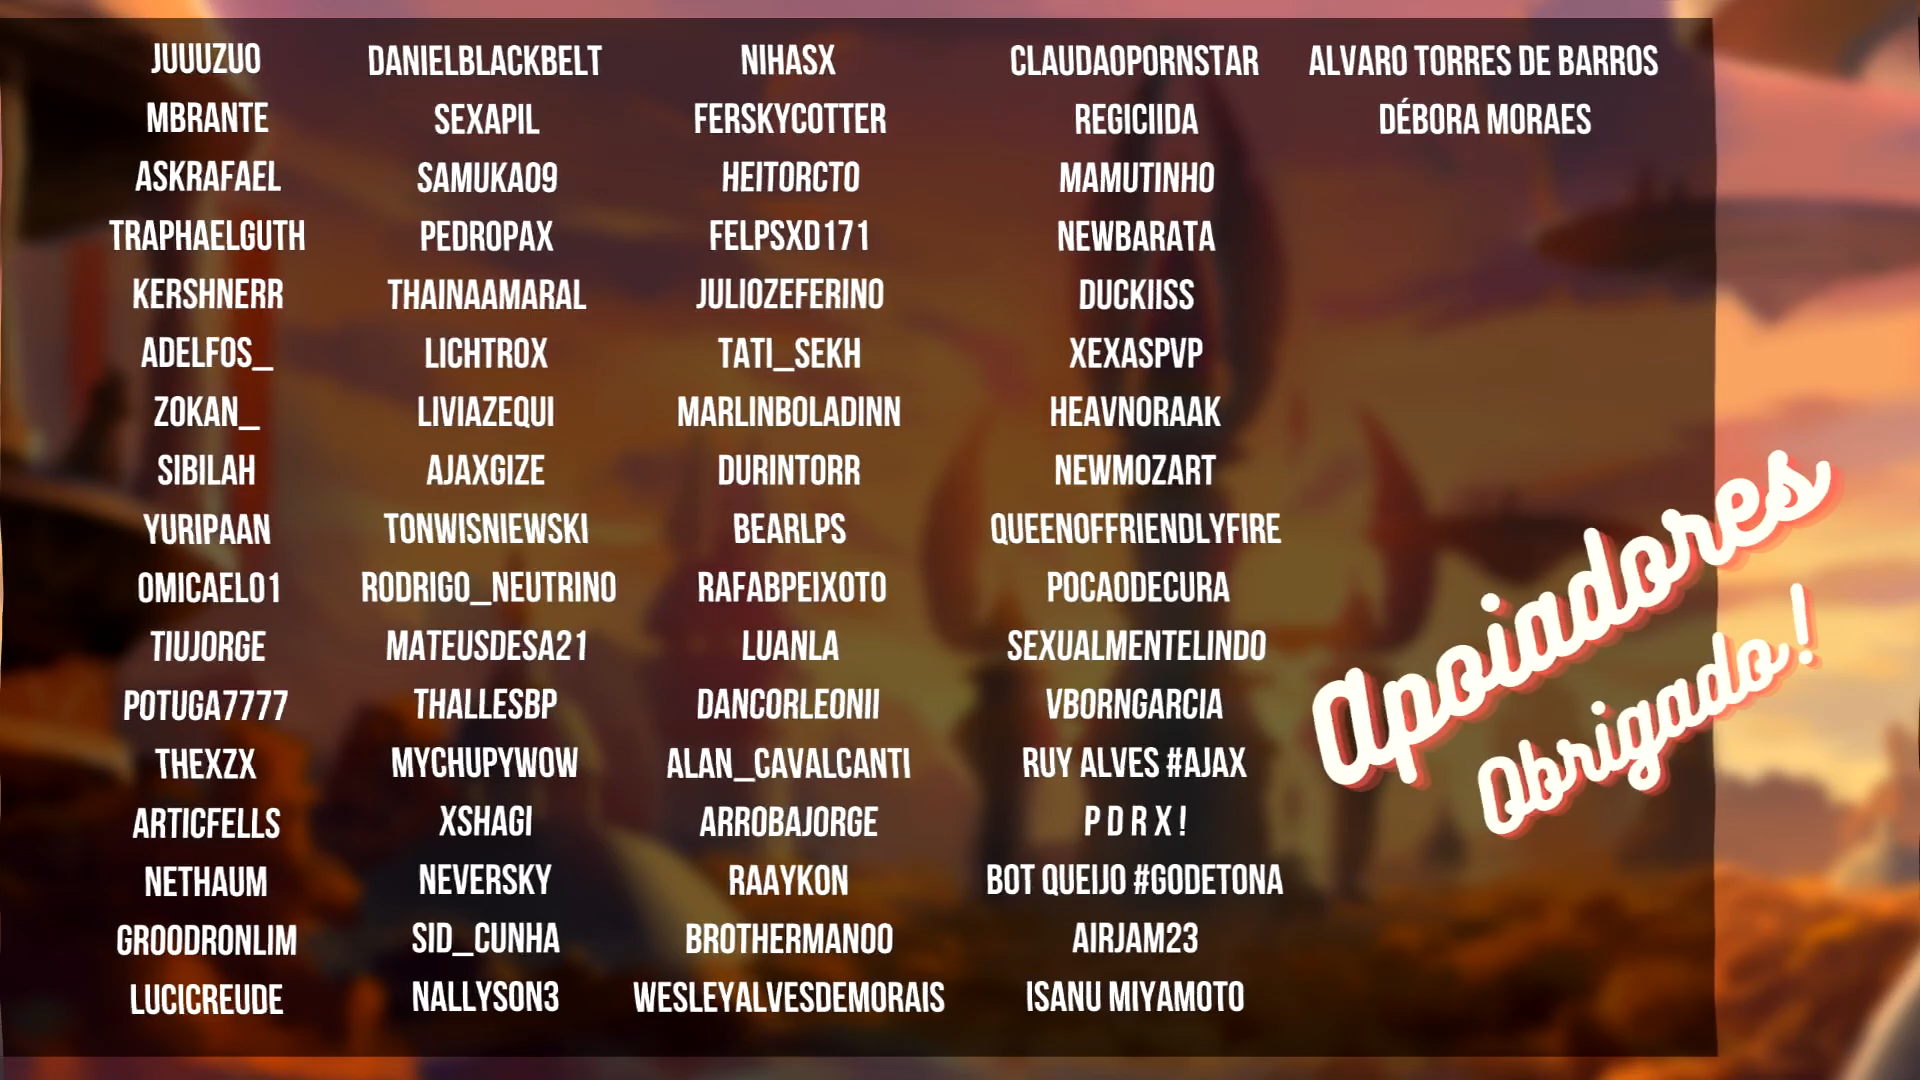 JUUUZUO
MBRANTE
ASKRAFAEL
TRAPHAELGUTH
KERSHNERR
ADELFOS_
ZOKAN_
SIBILAH
YURIPAAN
OMICAELO1
TIUJORGE
POTUGA7777
THEXZX
ARTICFELLS
NETHAUM
GROODRONLIM
LUCICREUDE
DANIELBLACKBELT
SEXAPIL
SAMUKA09
PEDROPAX
THAINAAMARAL
LICHTROX
LIVIAZEQUI
AJAXGIZE
TONWISNIEWSKI
RODRIGO_NEUTRINO
MATEUSDESA21
THALLESBP
MYCHUPYWOW
XSHAGI
NEVERSKY
SID_CUNHA
NALLYSON3
NIHASX
FERSKYCOTTER
HEITORCTO
FELPSXD171
JULIOZEFERINO
TATI_SEKH
MARLINBOLADINN
DURINTORR
BEARLPS
RAFABPEIXOTO
LUANLA
DANCORLEONII
ALAN_CAVALCANTI
ARROBAJORGE
RAAYKON
BROTHERMANOO
WESLEYALVESDEMORAIS
CLAUDAOPORNSTAR
REGICIIDA
MAMUTINHO
NEWBARATA
DUCKIISS
XEXASPVP
HEAVNORAAK
NEWMOZART
QUEENOFFRIENDLYFIRE
POCAODECURA
SEXUALMENTELINDO
VBORNGARCIA
RUY ALVES #AJAX
P D R X !
BOT QUEIJO #GODETONA
AIRJAM23
ISANU MIYAMOTO
ALVARO TORRES DE BARROS
DÉBORA MORAES
Apoiadores
Obrigado!